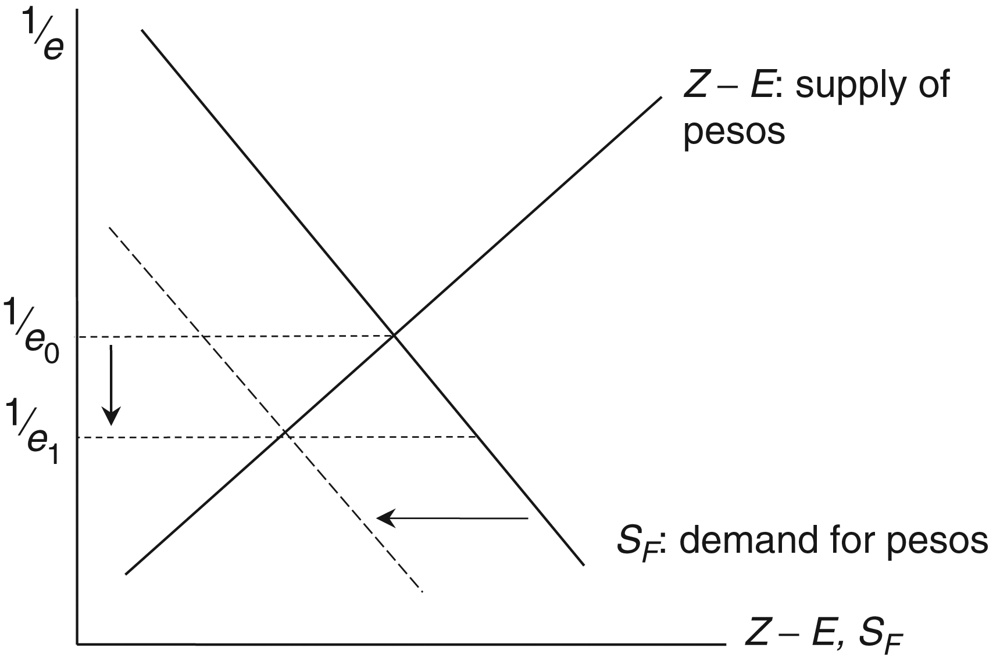 1/e
Z – E: supply of
pesos
1/e0
1/e1
SF: demand for pesos
Z – E, SF